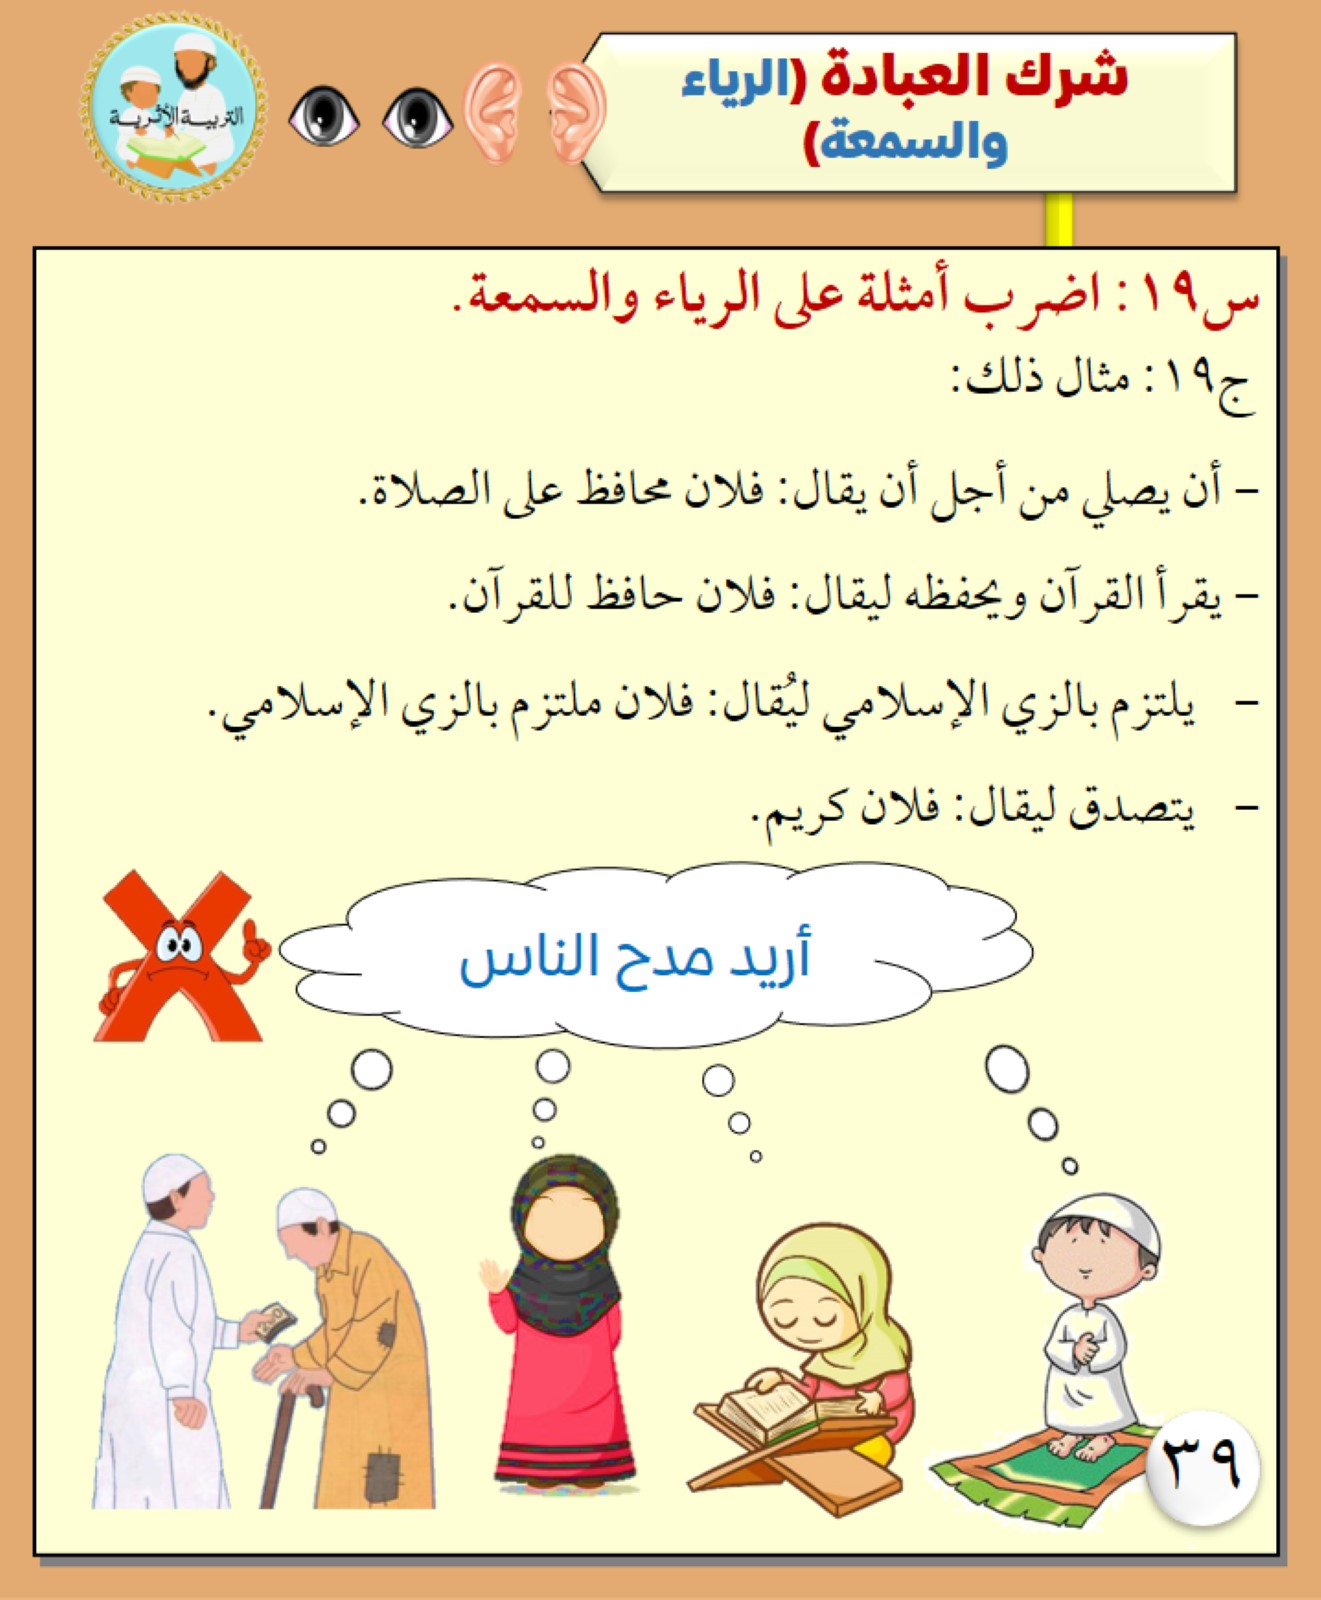 شرك العبادة (الرياء
والسمعة)
التربية الأثرية
س١٩: اضرب أمثلة على الرياء والسمعة.
ج١٩: مثال ذلك:
– أن يصلي من أجل أن يقال: فلان محافظ على الصلاة.
– يقرأ القرآن ويحفظه ليقال: فلان حافظ للقرآن.
– يلتزم بالزي الإسلامي ليُقال: فلان ملتزم بالزي الإسلامي.
– يتصدق ليقال: فلان كريم.
أريد مدح الناس
٣٩